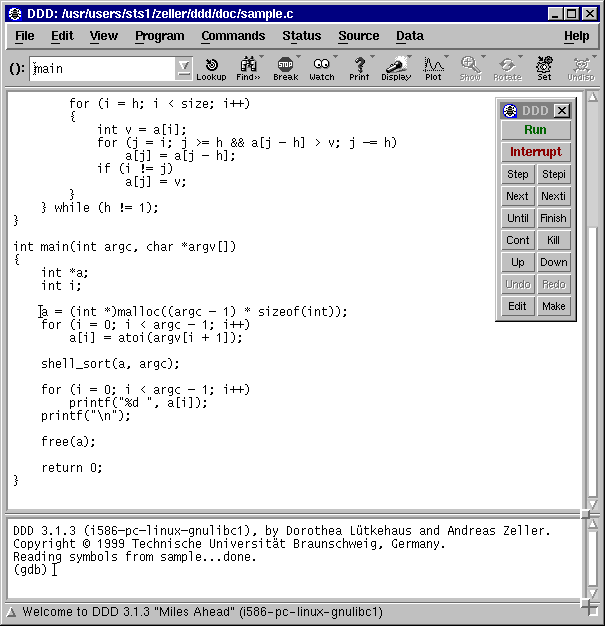 DDD: /usr/users/sts1/zeller/ddd/doc/sample.c
File Edit View Program Commands Status Source Data Help
(): main
Lookup Find>> Break Watch Print Display Plot Show Rotate Set Undisp
STOP
for (i = h; i < size; i++)
{
int v = a[i];
for (j = i; j >= h && a[j - h] > v; j -= h)
a[j] = a[j - h];
if (i != j)
a[j] = v;
}
} while (h != 1);
}
int main(int argc, char *argv[])
{
int *a;
int i;
a = (int *)malloc((argc - 1) * sizeof(int));
for (i = 0; i < argc - 1; i++)
a[i] = atoi(argv[i + 1]);
shell_sort(a, argc);
for (i = 0; i < argc - 1; i++)
printf("%d ", a[i]);
printf("\n");
free(a);
return 0;
}
DDD
Run
Interrupt
Step Stepi
Next Nexti
Until Finish
Cont Kill
Up Down
Undo Redo
Edit Make
DDD 3.1.3 (i586-pc-linux-gnulibc1), by Dorothea Lütkehaus and Andreas Zeller.
Copyright © 1999 Technische Universität Braunschweig, Germany.
Reading symbols from sample...done.
(gdb)
Welcome to DDD 3.1.3 "Miles Ahead" (i586-pc-linux-gnulibc1)